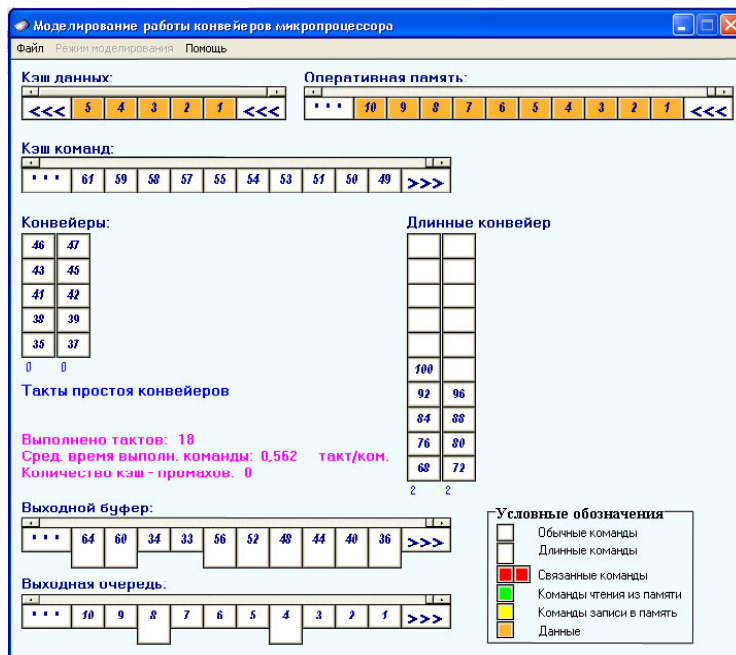 Моделирование работы конвейеров микропроцессора
Файл Режим моделирования Помощь
Кэш данных: Оперативная память:
<<< 5 4 3 2 1 <<< ... 10 9 8 7 6 5 4 3 2 1 <<<
Кэш команд:
... 61 59 58 57 55 54 53 51 50 49 >>>
Конвейеры: Длинные конвейер
46 47
43 45
41 42
38 39
35 37
0 0
100
92 96
84 88
76 80
68 72
2 2
Такты простоя конвейеров
Выполнено тактов: 18
Сред. время выполн. команды: 0,562 такт/ком.
Количество кэш - промахов: 0
Выходной буфер:
... 64 60 34 33 56 52 48 44 40 36 >>>
Выходная очередь:
... 10 9 8 7 6 5 4 3 2 1 >>>
Условные обозначения
Обычные команды
Длинные команды
Связанные команды
Команды чтения из памяти
Команды записи в память
Данные